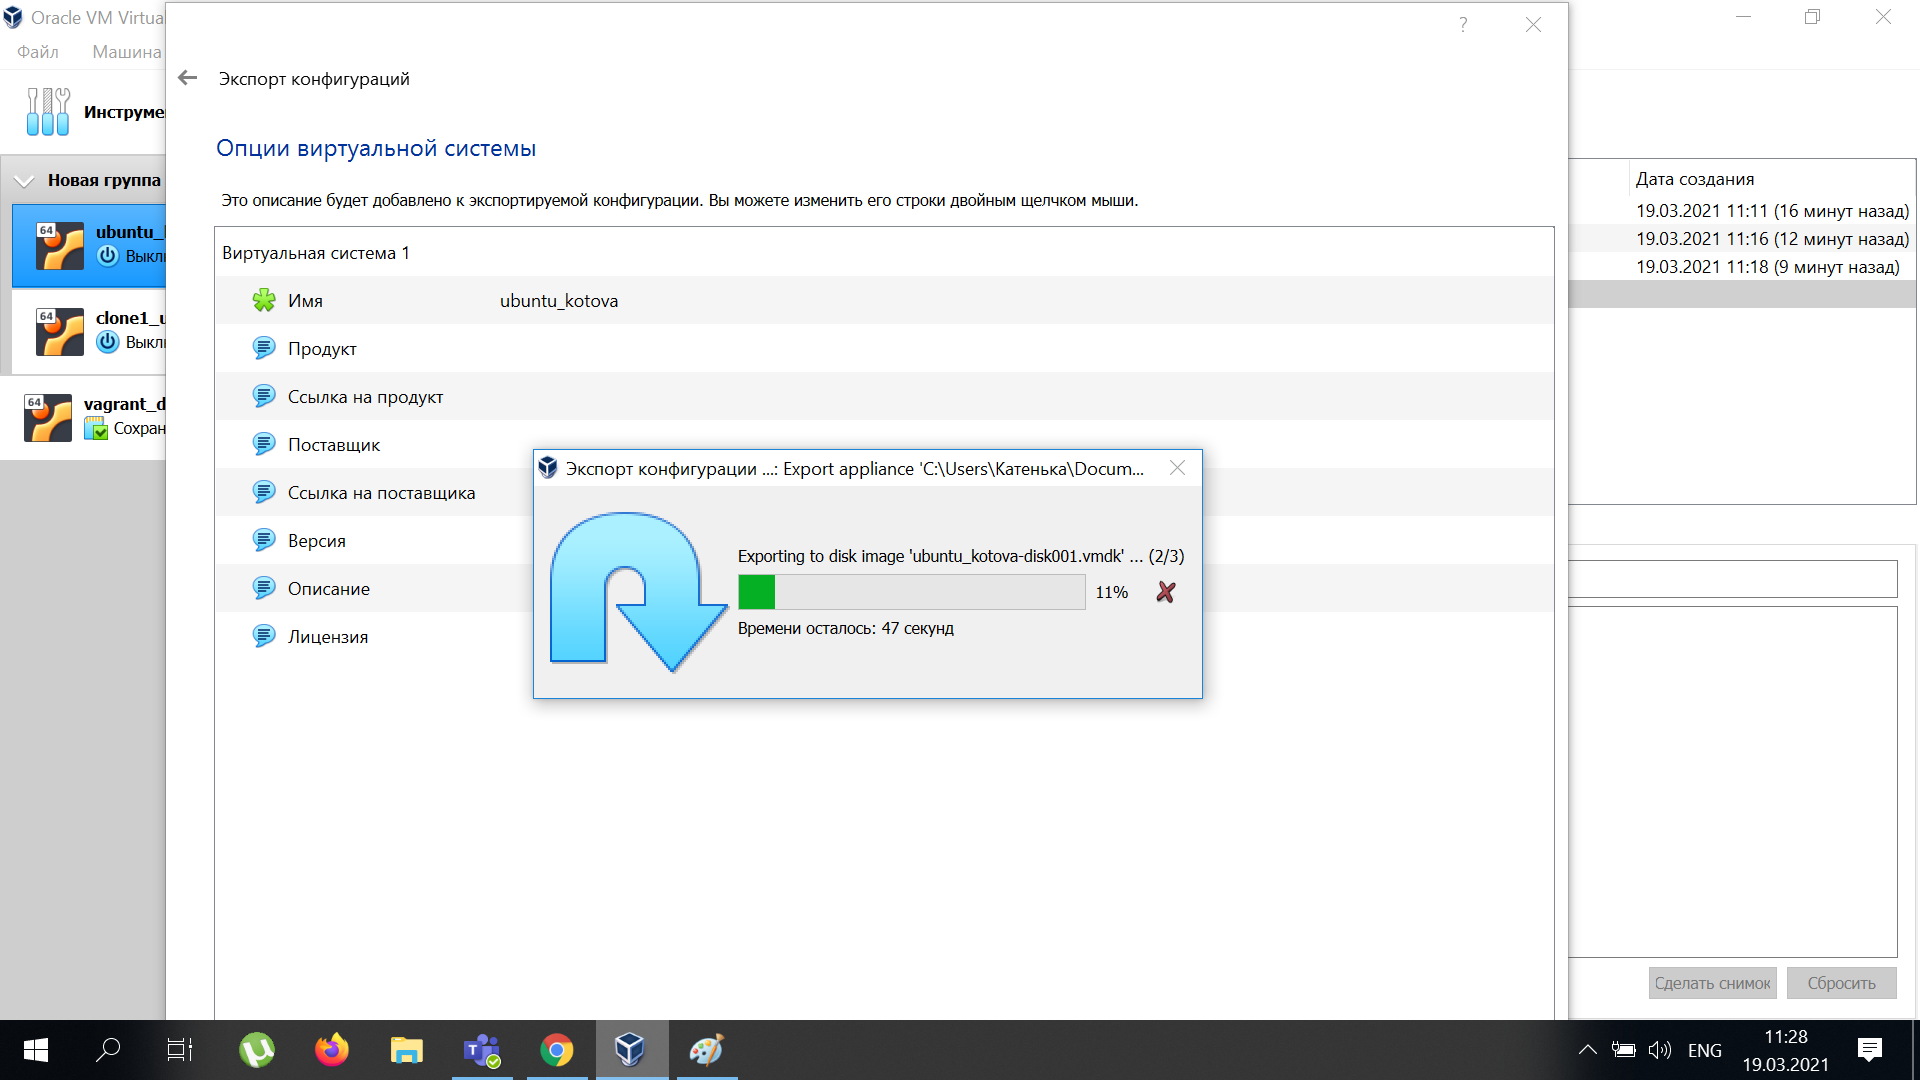 Oracle VM Virtua
Файл Машина
Инструме
Новая группа
64
ubuntu_
Выкл
64
clone1_u
Выкл
64
vagrant_d
Сохран
?
Экспорт конфигураций
Опции виртуальной системы
Это описание будет добавлено к экспортируемой конфигурации. Вы можете изменить его строки двойным щелчком мыши.
Виртуальная система 1
Имя ubuntu_kotova
Продукт
Ссылка на продукт
Поставщик
Ссылка на поставщика
Версия
Описание
Лицензия
Экспорт конфигурации ...: Export appliance 'C:\Users\Катенька\Docum...
Exporting to disk image 'ubuntu_kotova-disk001.vmdk' ... (2/3)
11%
Времени осталось: 47 секунд
Дата создания
19.03.2021 11:11 (16 минут назад)
19.03.2021 11:16 (12 минут назад)
19.03.2021 11:18 (9 минут назад)
Сделать снимок Сбросить
ENG
11:28
19.03.2021